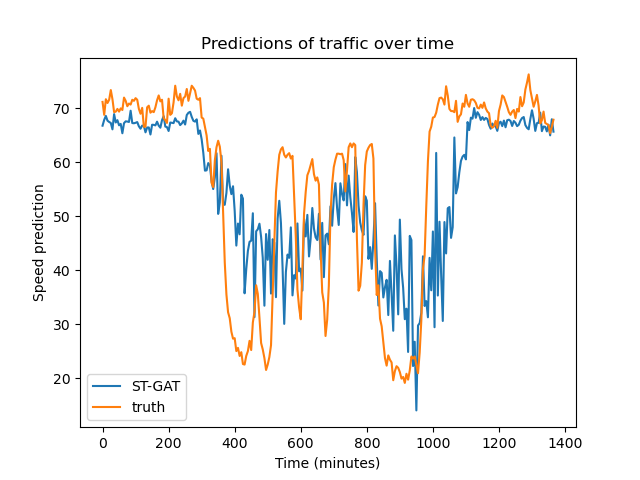 Predictions of traffic over time
Speed prediction
70
60
50
40
30
20
ST-GAT
truth
0 200 400 600 800 1000 1200 1400
Time (minutes)